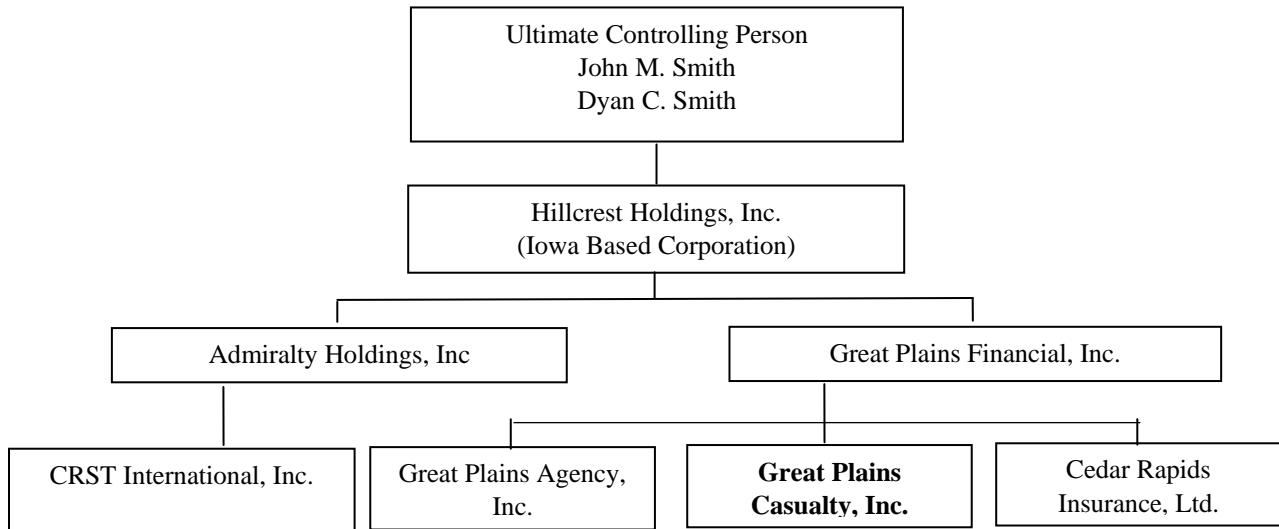 Ultimate Controlling Person
John M. Smith
Dyan C. Smith
Hillcrest Holdings, Inc.
(Iowa Based Corporation)
Admiralty Holdings, Inc
Great Plains Financial, Inc.
CRST International, Inc.
Great Plains Agency,
Inc.
Great Plains
Casualty, Inc.
Cedar Rapids
Insurance, Ltd.